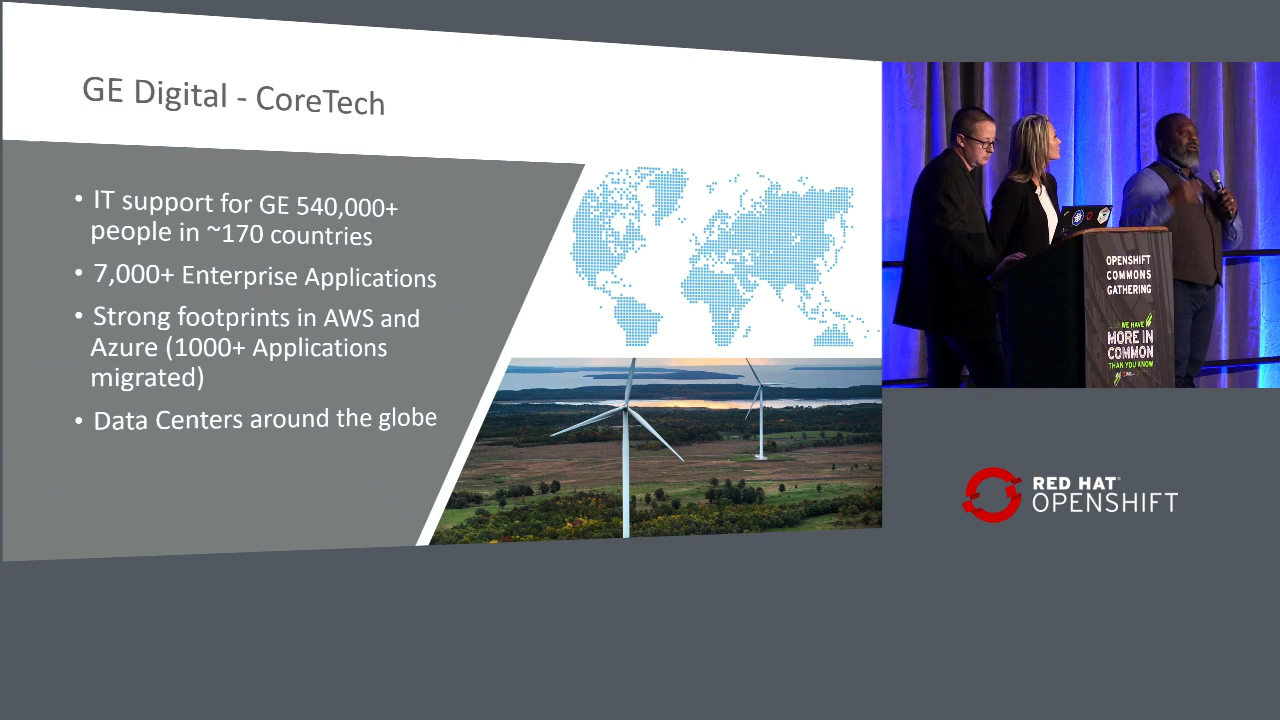 GE Digital - CoreTech
• IT support for GE 540,000+
people in ~170 countries
• 7,000+ Enterprise Applications
• Strong footprints in AWS and
Azure (1000+ Applications
migrated)
• Data Centers around the globe
OPENSHIFT
COMMONS
GATHERING
WE HAVE
MORE IN
COMMON
THAN YOU KNOW
RED HAT
OPENSHIFT